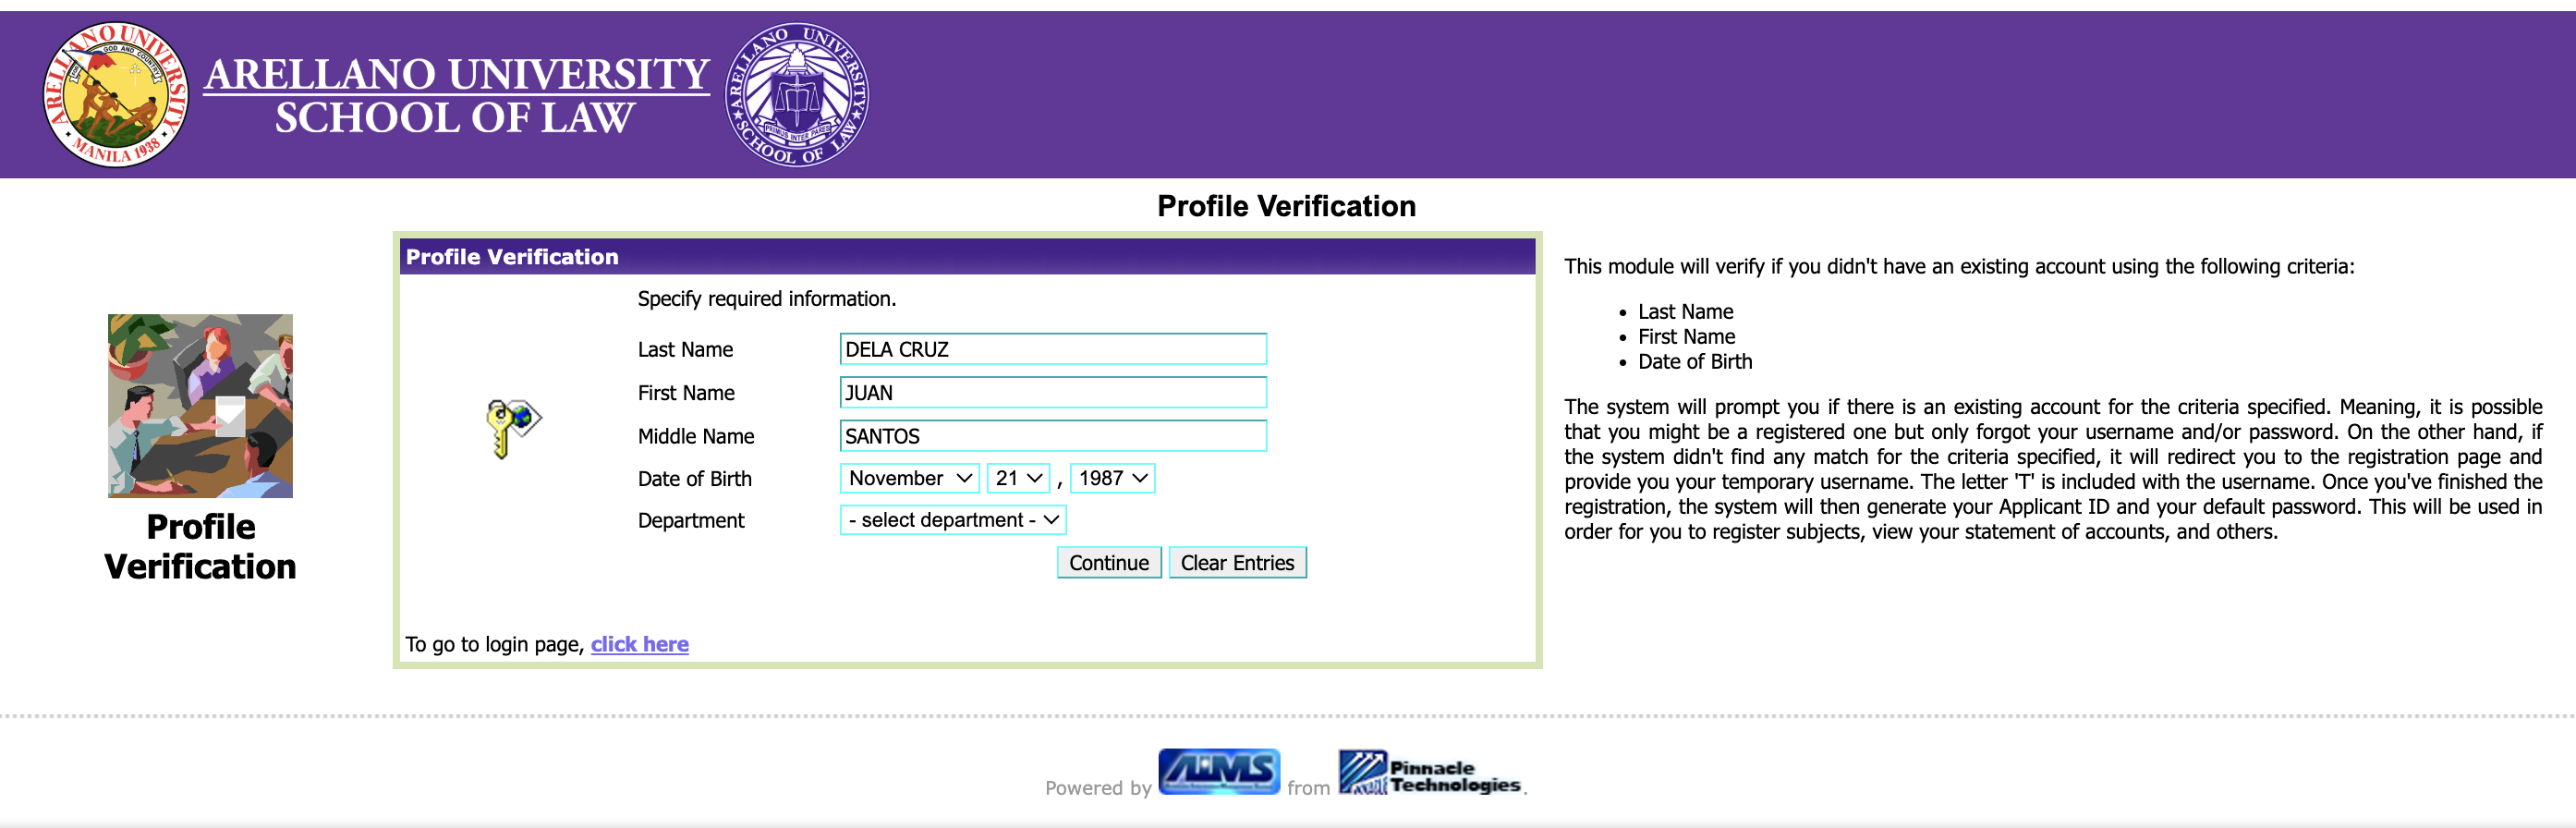 ARELLANO UNIVERSITY
GOD AND COUNTRY
MANILA 1938
ARELLANO UNIVERSITY
SCHOOL OF LAW
ARELLANO UNIVERSITY
PRIMUS INTER PARES
SCHOOL OF LAW
Profile Verification
Profile Verification
Specify required information.
Last Name DELA CRUZ
First Name JUAN
Middle Name SANTOS
Date of Birth November 21 , 1987
Department - select department -
Continue Clear Entries
To go to login page, click here
Profile
Verification
This module will verify if you didn't have an existing account using the following criteria:
• Last Name
• First Name
• Date of Birth
The system will prompt you if there is an existing account for the criteria specified. Meaning, it is possible
that you might be a registered one but only forgot your username and/or password. On the other hand, if
the system didn't find any match for the criteria specified, it will redirect you to the registration page and
provide you your temporary username. The letter 'T' is included with the username. Once you've finished the
registration, the system will then generate your Applicant ID and your default password. This will be used in
order for you to register subjects, view your statement of accounts, and others.
Powered by AIMS from Pinnacle
Technologies.